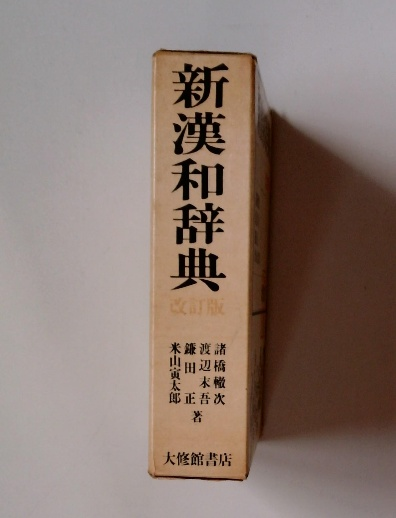 新漢和辞典
改訂版
諸橋轍次
渡辺末吾
鎌田正
米山寅太郎
著
大修館書店